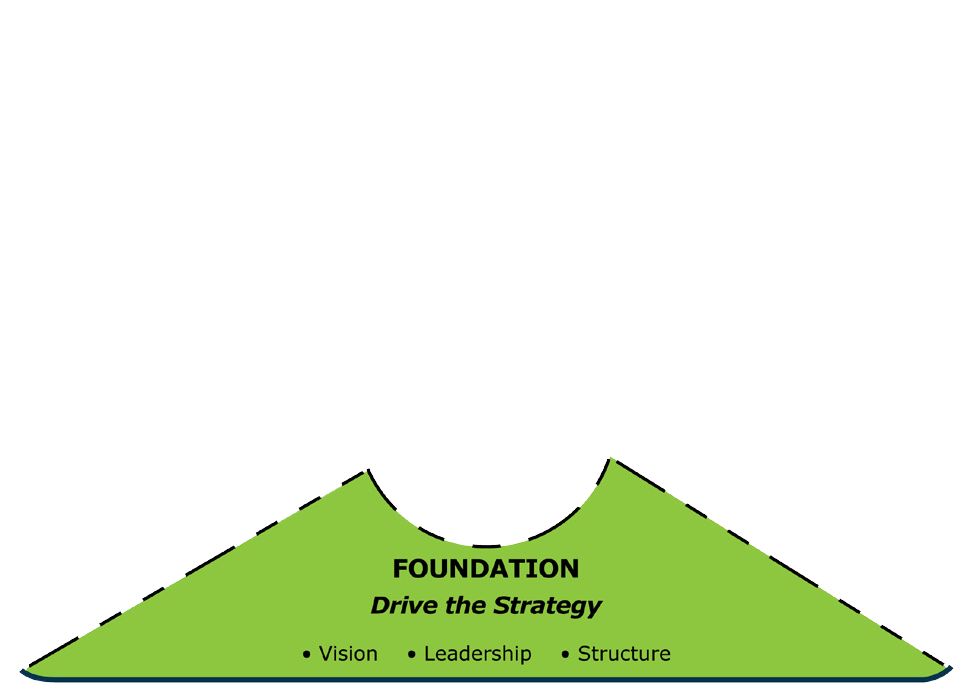 FOUNDATION
Drive the Strategy
• Vision • Leadership • Structure